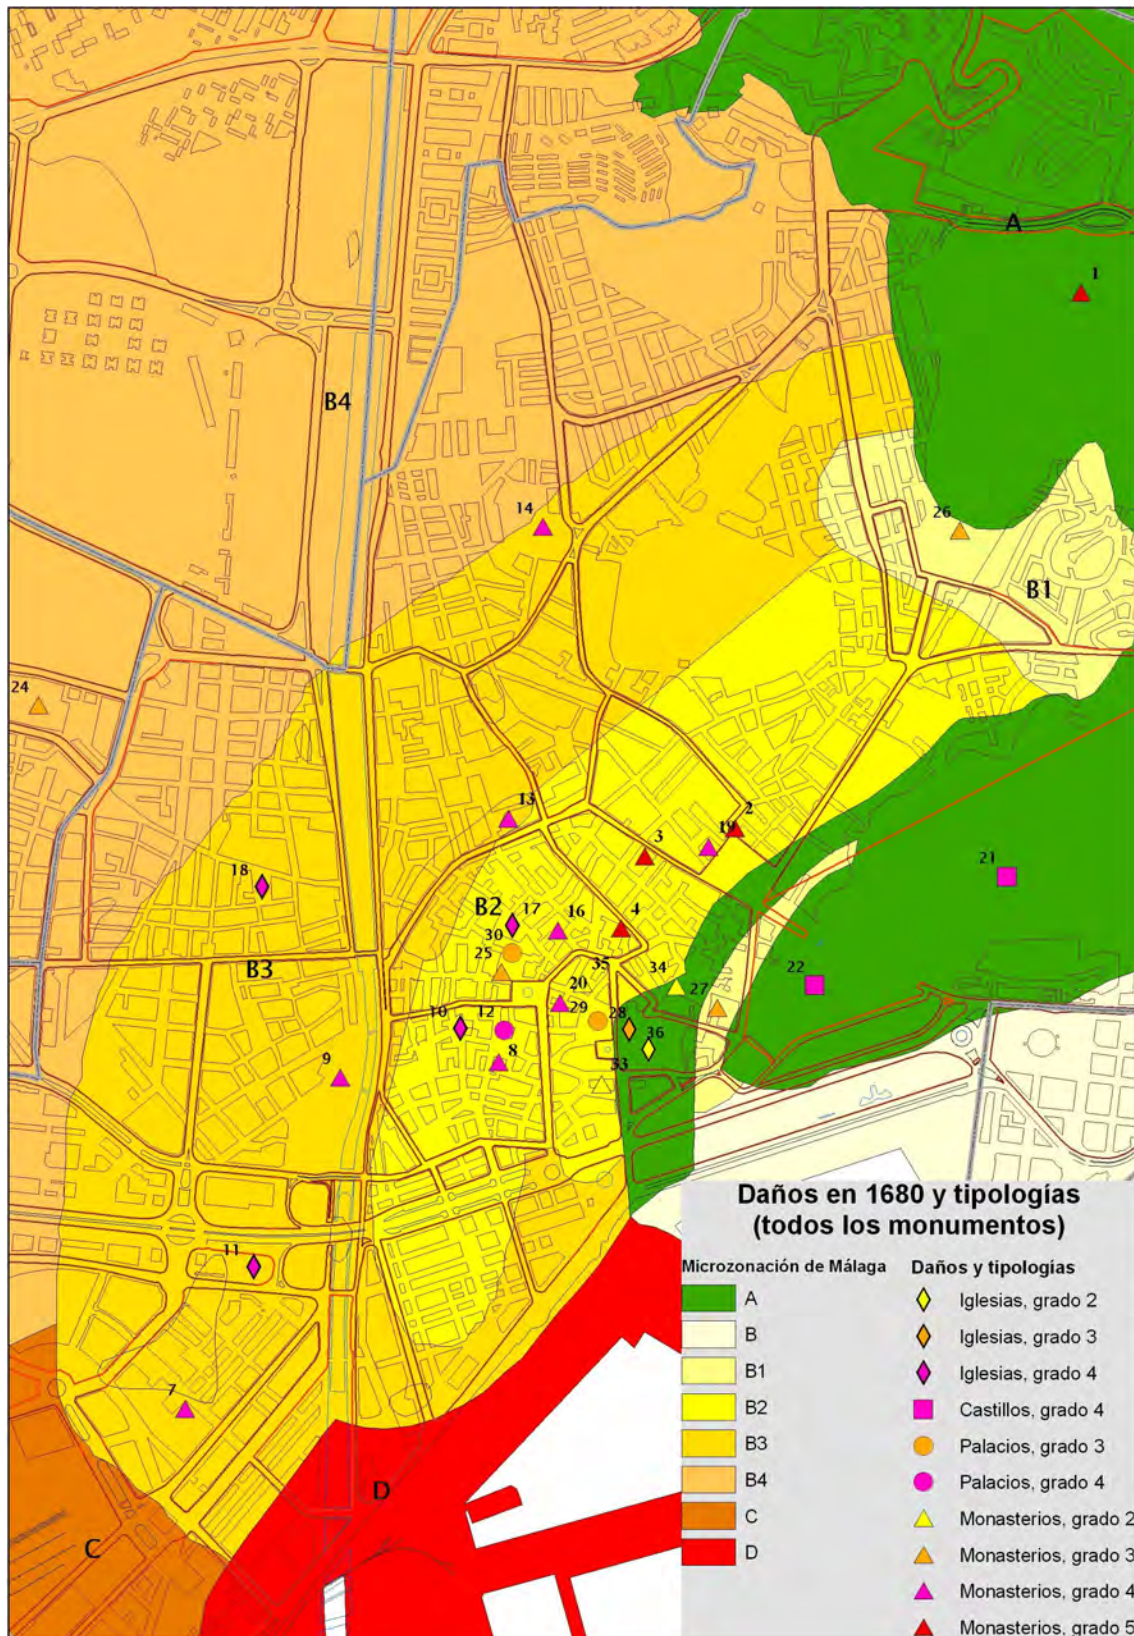 A
1
B4
14
26
B1
24
13
2
19
3
18
21
B2
17
16
4
30
25
B3
35
34
22
20
27
10
12
29
28
36
8
9
33
11
7
D
C
Daños en 1680 y tipologías
(todos los monumentos)
Microzonación de Málaga
A
B
B1
B2
B3
B4
C
D
Daños y tipologías
Iglesias, grado 2
Iglesias, grado 3
Iglesias, grado 4
Castillos, grado 4
Palacios, grado 3
Palacios, grado 4
Monasterios, grado 2
Monasterios, grado 3
Monasterios, grado 4
Monasterios, grado 5